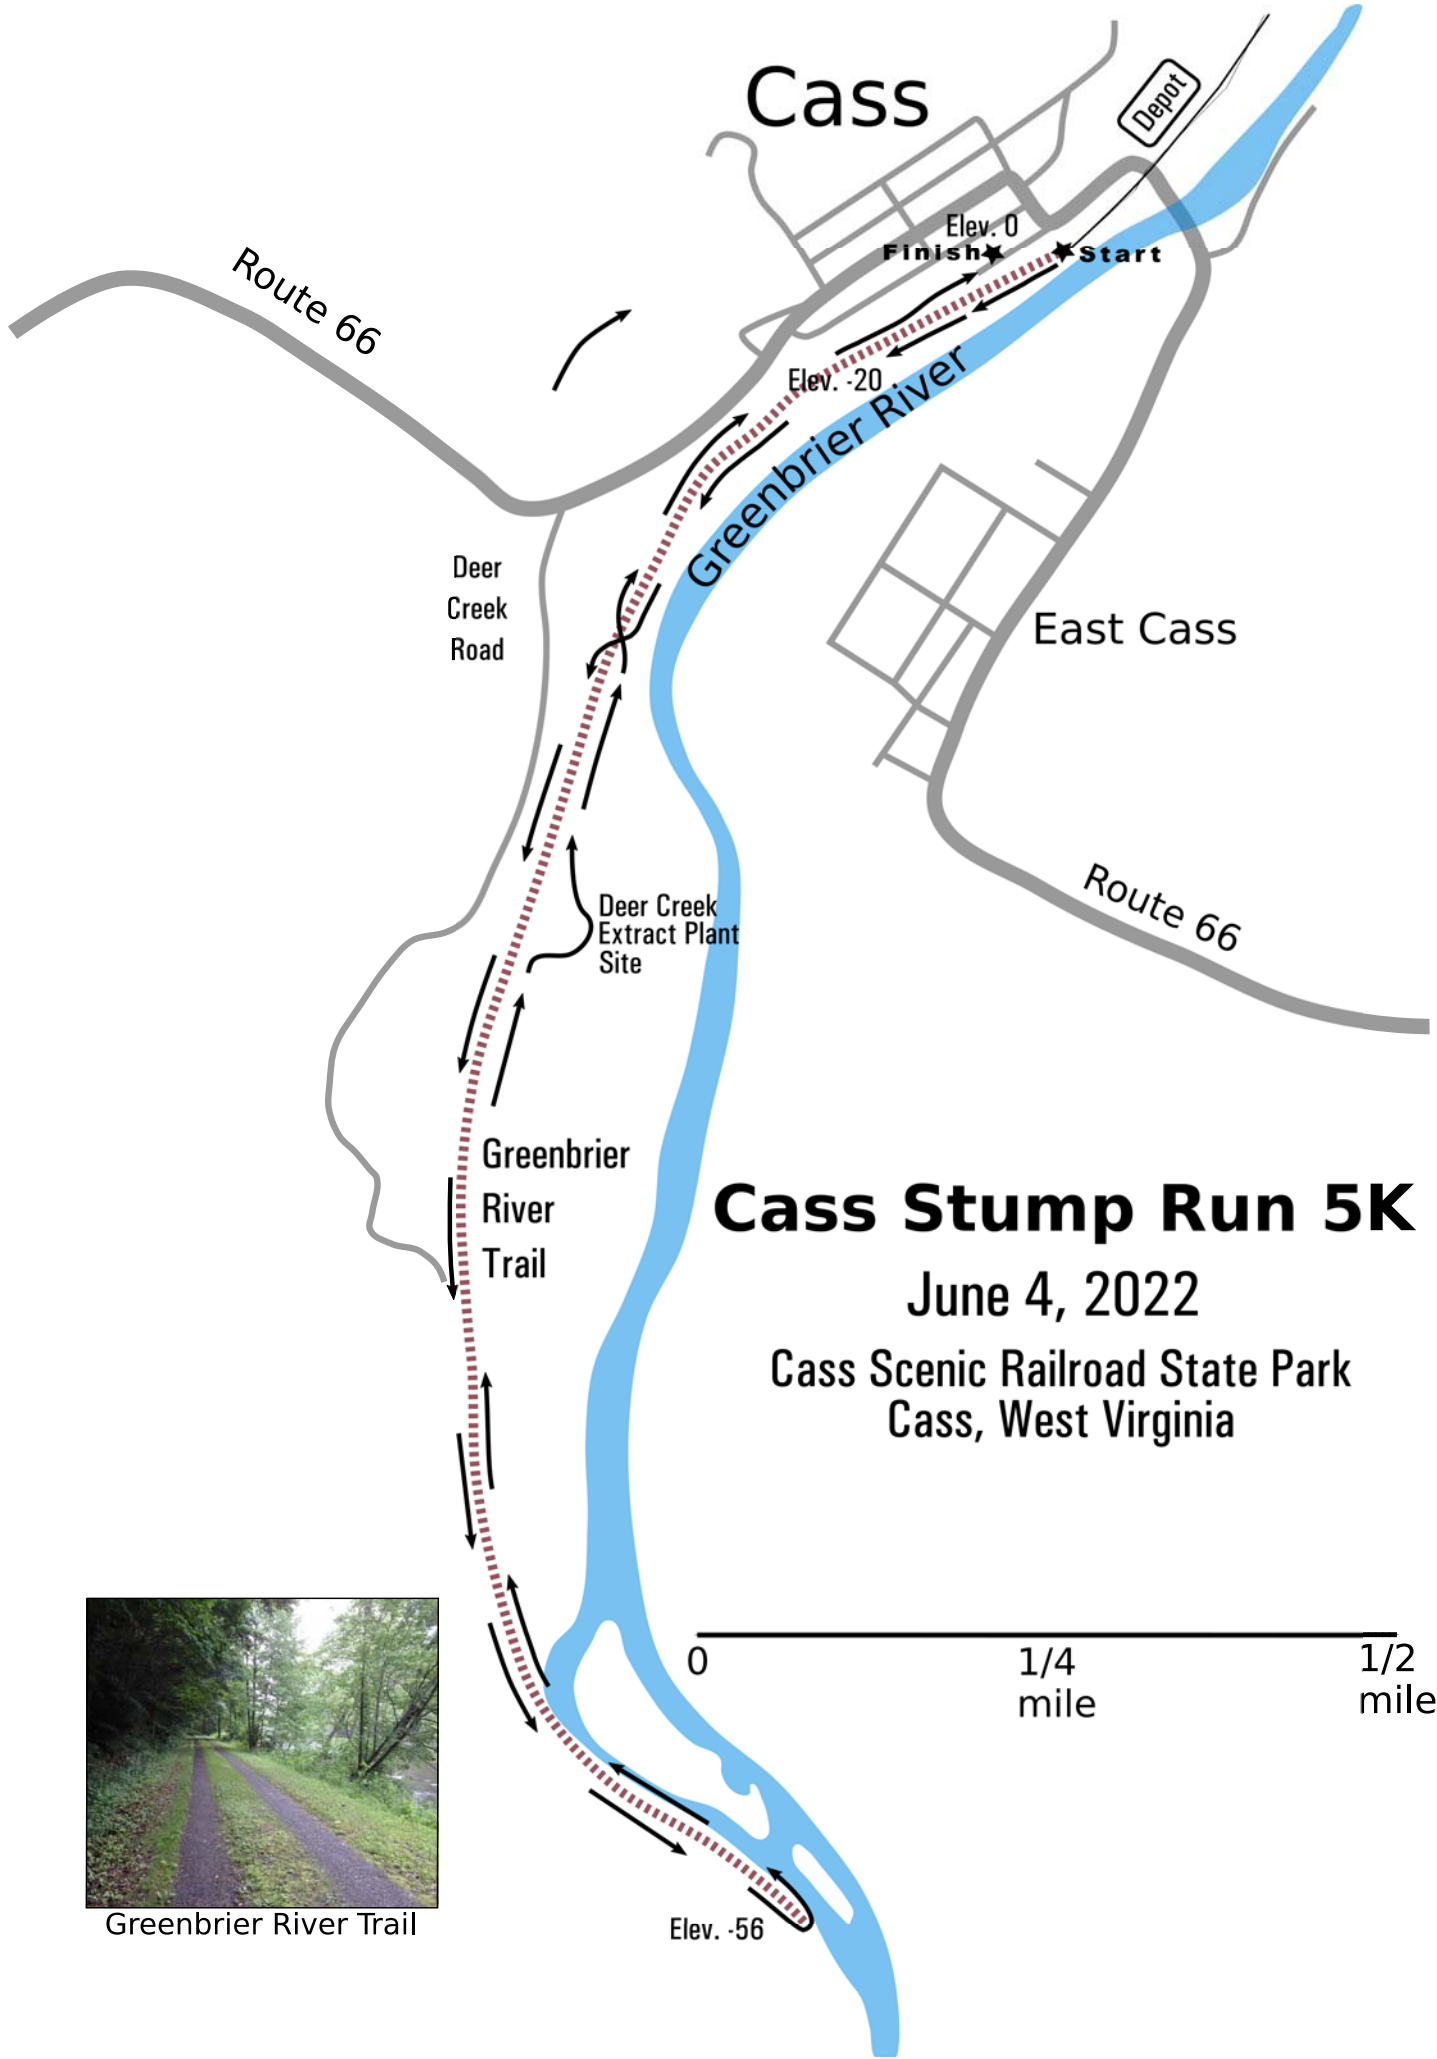 Cass
Depot
Elev. 0
Finish
Start
Route 66
Elev. -20
Greenbrier River
Deer
Creek
Road
East Cass
Deer Creek
Extract Plant
Site
Route 66
Greenbrier
River
Trail
Cass Stump Run 5K
June 4, 2022
Cass Scenic Railroad State Park
Cass, West Virginia
0
1/4
mile
1/2
mile
Greenbrier River Trail
Elev. -56